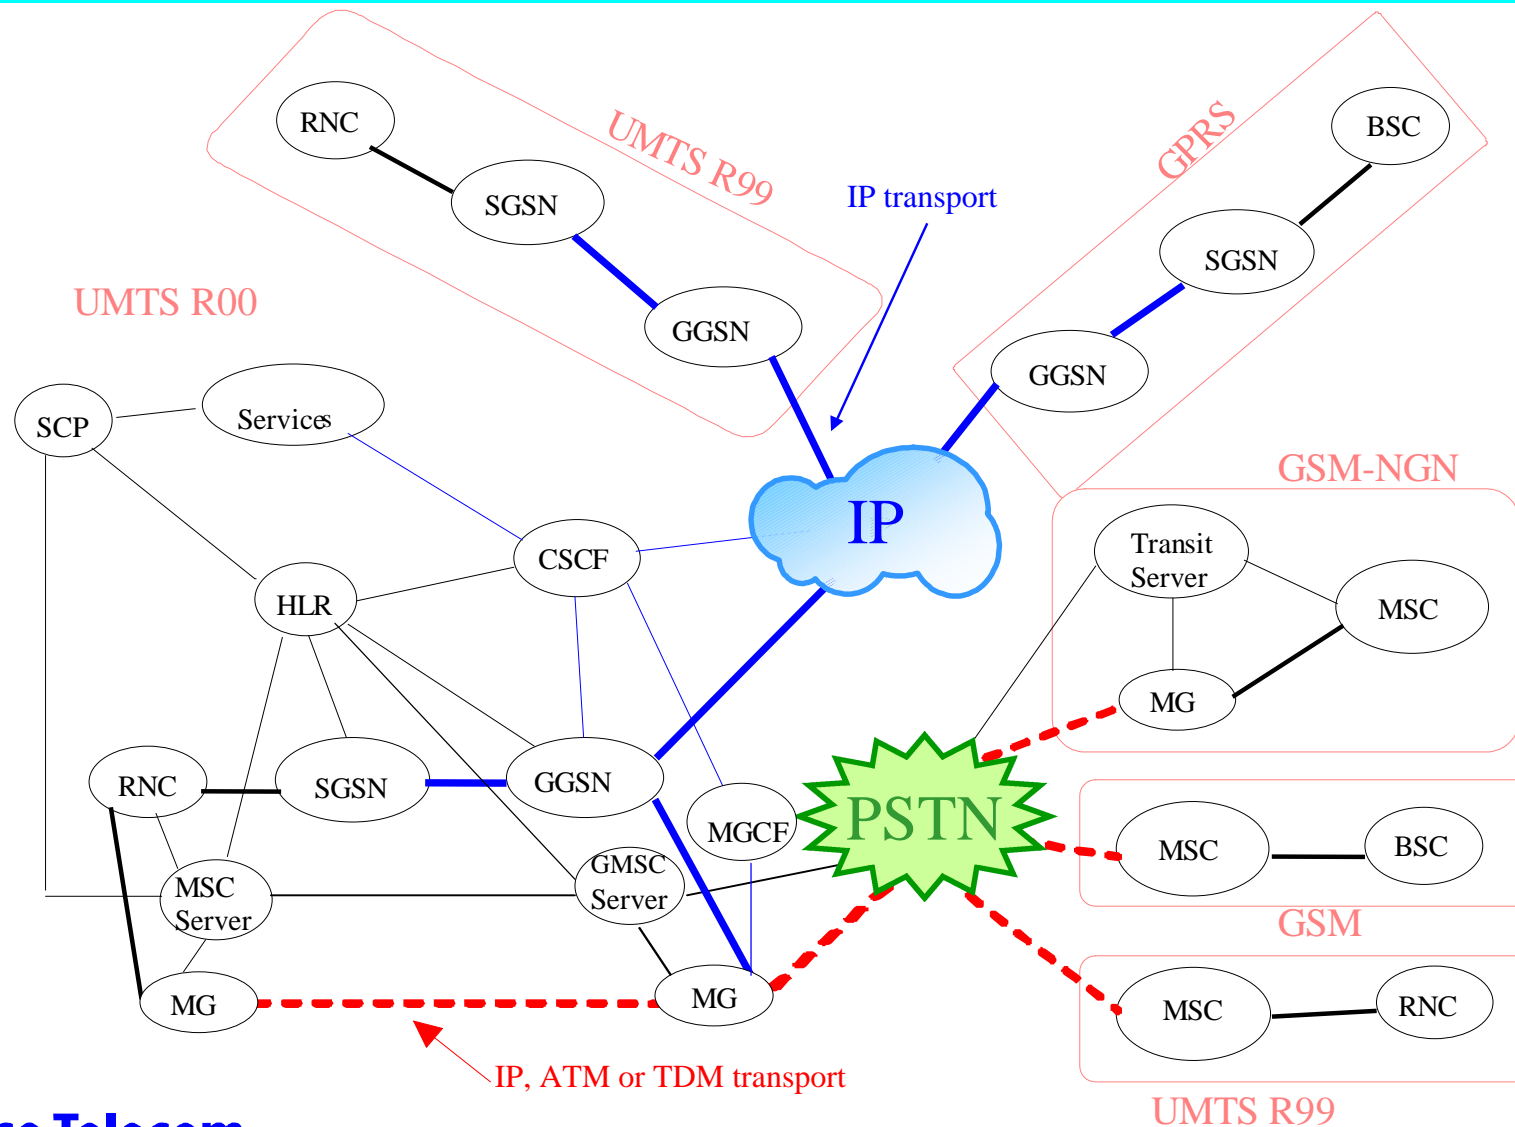 RNC
UMTS R99
SGSN
GGSN
IP transport
GPRS
BSC
SGSN
GGSN
UMTS R00
SCP
Services
CSCF
HLR
IP
GSM-NGN
Transit
Server
MSC
MG
RNC
SGSN
GGSN
MGCF
PSTN
MSC
BSC
GSM
MSC
Server
GMSC
Server
MG
MG
IP, ATM or TDM transport
MSC
RNC
UMTS R99
Telecom